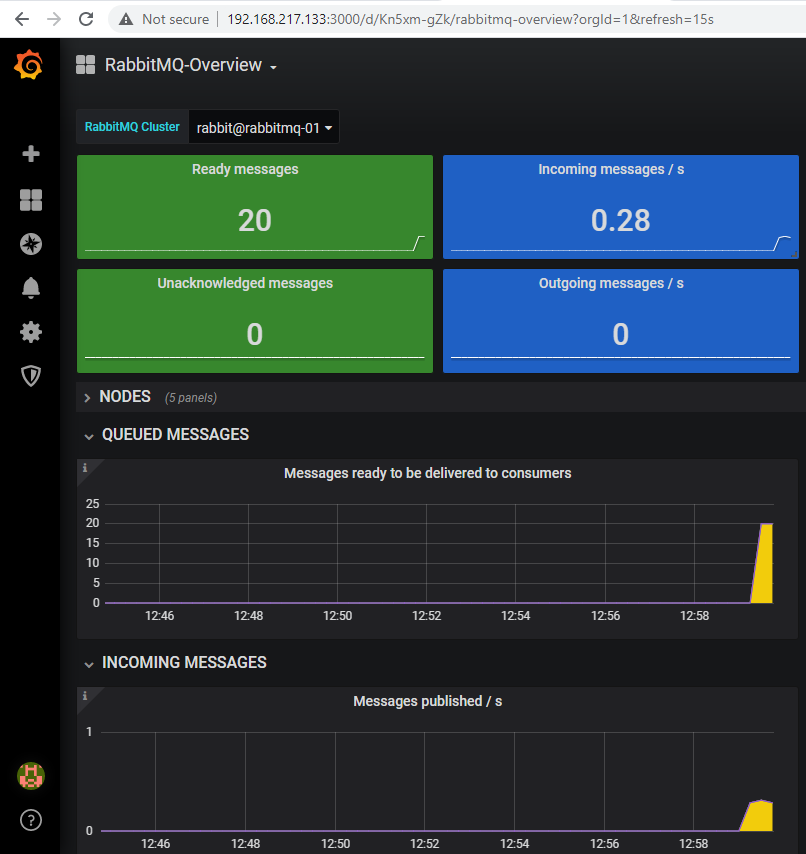 Not secure | 192.168.217.133:3000/d/Kn5xm-gZk/rabbitmq-overview?orgId=1&refresh=15s
RabbitMQ-Overview
RabbitMQ Cluster rabbit@rabbitmq-01
Ready messages
20
Incoming messages / s
0.28
Unacknowledged messages
0
Outgoing messages / s
0
NODES (5 panels)
QUEUED MESSAGES
i
Messages ready to be delivered to consumers
25
20
15
10
5
0
12:46 12:48 12:50 12:52 12:54 12:56 12:58
INCOMING MESSAGES
i
Messages published / s
1
0
12:46 12:48 12:50 12:52 12:54 12:56 12:58
?